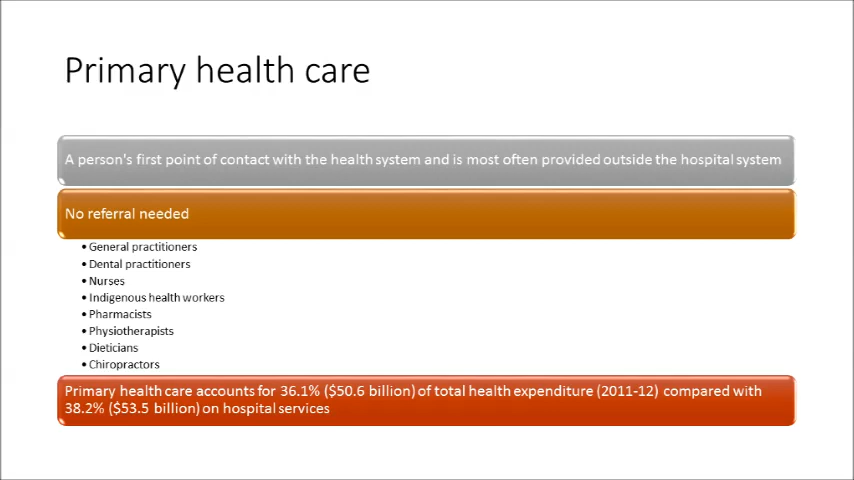 Primary health care
A person's first point of contact with the health system and is most often provided outside the hospital system
No referral needed
• General practitioners
• Dental practitioners
• Nurses
• Indigenous health workers
• Pharmacists
• Physiotherapists
• Dieticians
• Chiropractors
Primary health care accounts for 36.1% ($50.6 billion) of total health expenditure (2011-12) compared with
38.2% ($53.5 billion) on hospital services